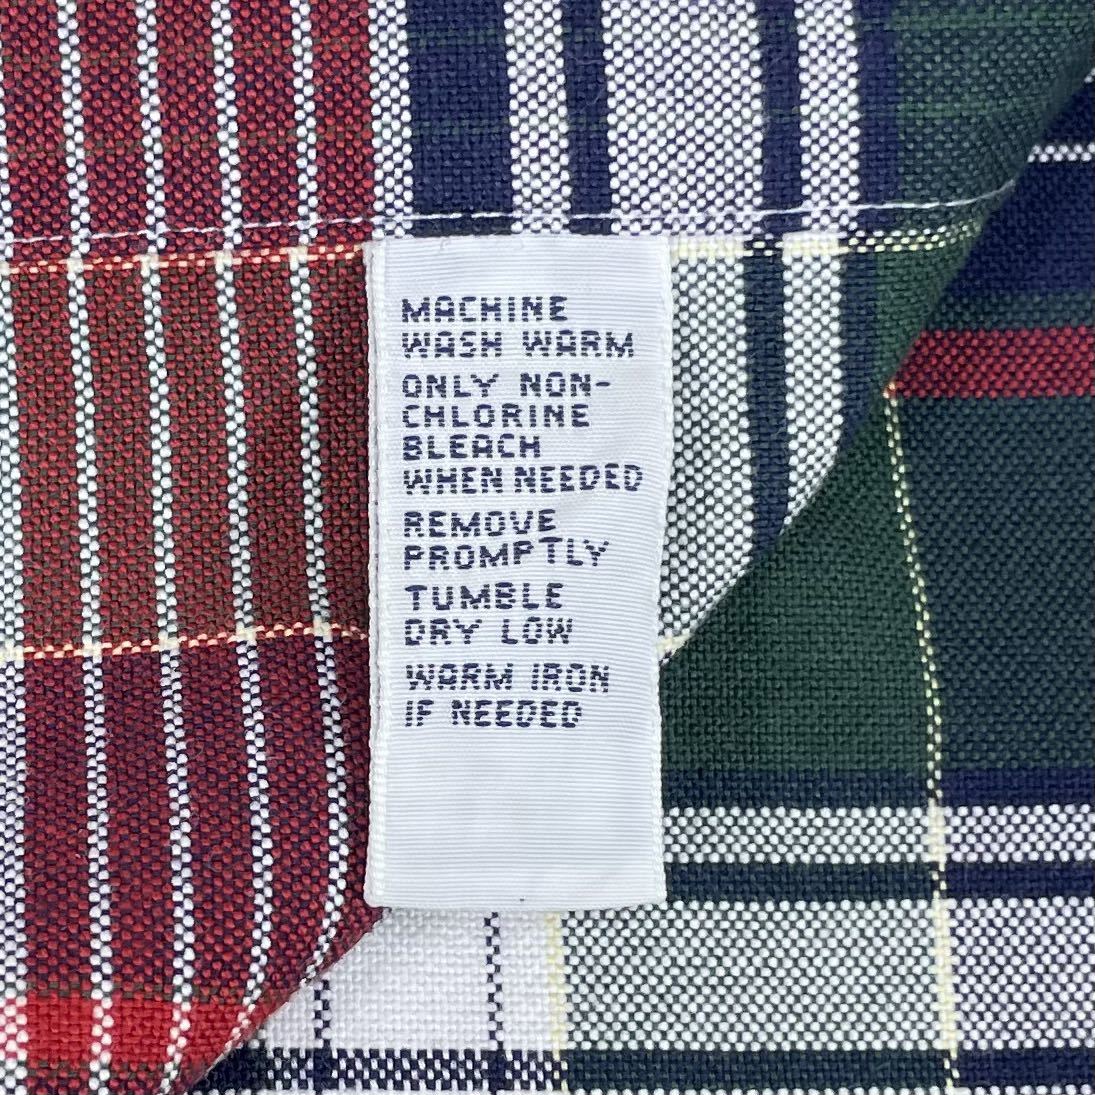 MACHINE
WASH WARM
ONLY NON-
CHLORINE
BLEACH
WHEN NEEDED
REMOVE
PROMPTLY
TUMBLE
DRY LOW
WARM IRON
IF NEEDED